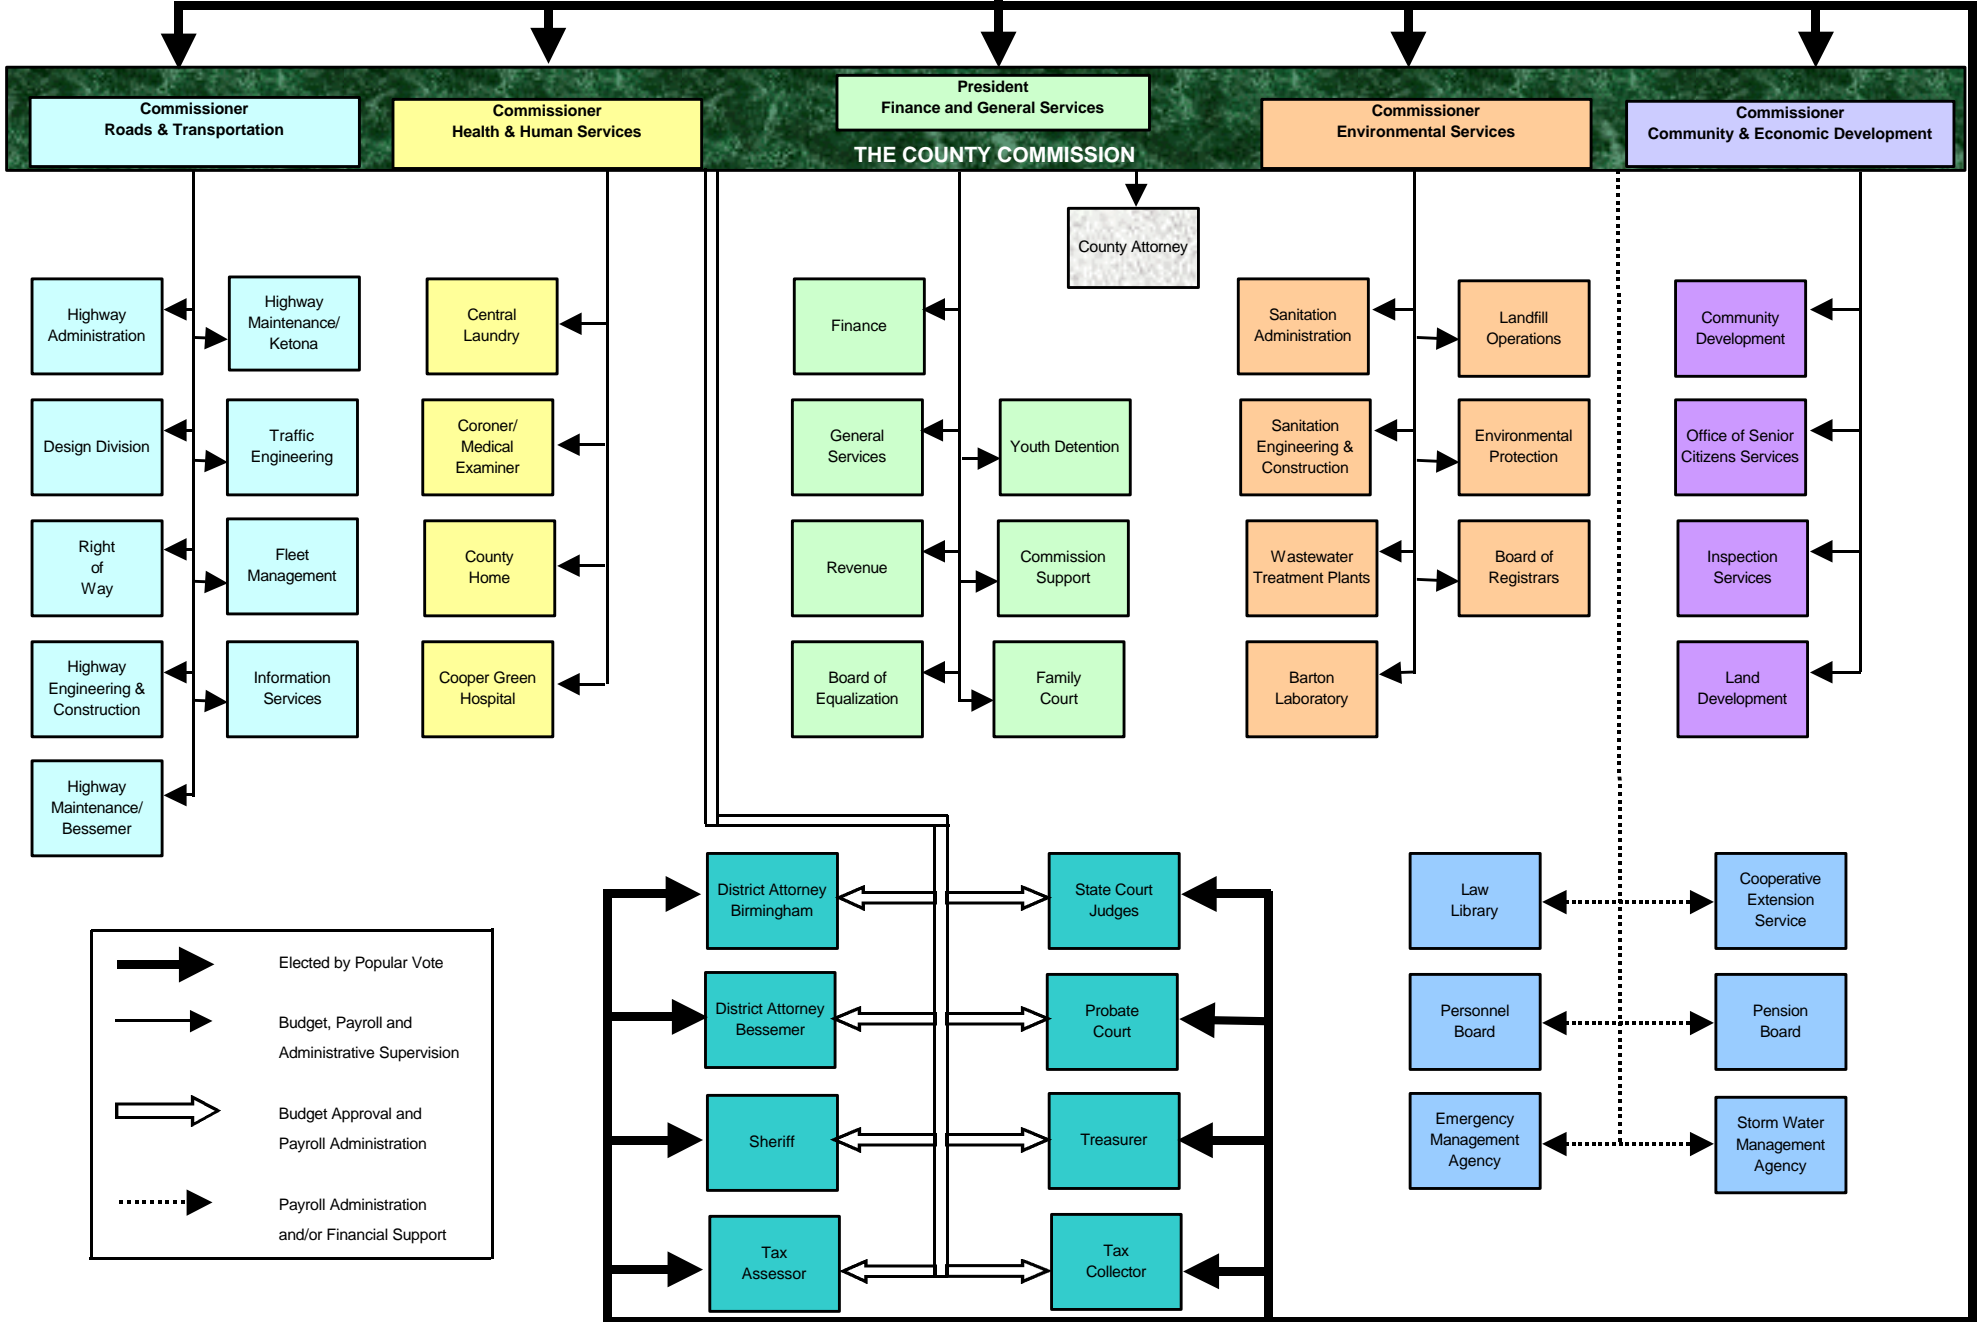 Commissioner
Roads & Transportation
Commissioner
Health & Human Services
President
Finance and General Services
Commissioner
Environmental Services
Commissioner
Community & Economic Development
THE COUNTY COMMISSION
County Attorney
Highway
Administration
Highway
Maintenance/
Ketona
Central
Laundry
Finance
Sanitation
Administration
Landfill
Operations
Community
Development
Design Division
Traffic
Engineering
Coroner/
Medical
Examiner
General
Services
Youth Detention
Sanitation
Engineering &
Construction
Environmental
Protection
Office of Senior
Citizens Services
Right
of
Way
Fleet
Management
County
Home
Revenue
Commission
Support
Wastewater
Treatment Plants
Board of
Registrars
Inspection
Services
Highway
Engineering &
Construction
Information
Services
Cooper Green
Hospital
Board of
Equalization
Family
Court
Barton
Laboratory
Land
Development
Highway
Maintenance/
Bessemer
District Attorney
Birmingham
State Court
Judges
Law
Library
Cooperative
Extension
Service
District Attorney
Bessemer
Probate
Court
Personnel
Board
Pension
Board
Sheriff
Treasurer
Emergency
Management
Agency
Storm Water
Management
Agency
Tax
Assessor
Tax
Collector
Elected by Popular Vote
Budget, Payroll and
Administrative Supervision
Budget Approval and
Payroll Administration
Payroll Administration
and/or Financial Support